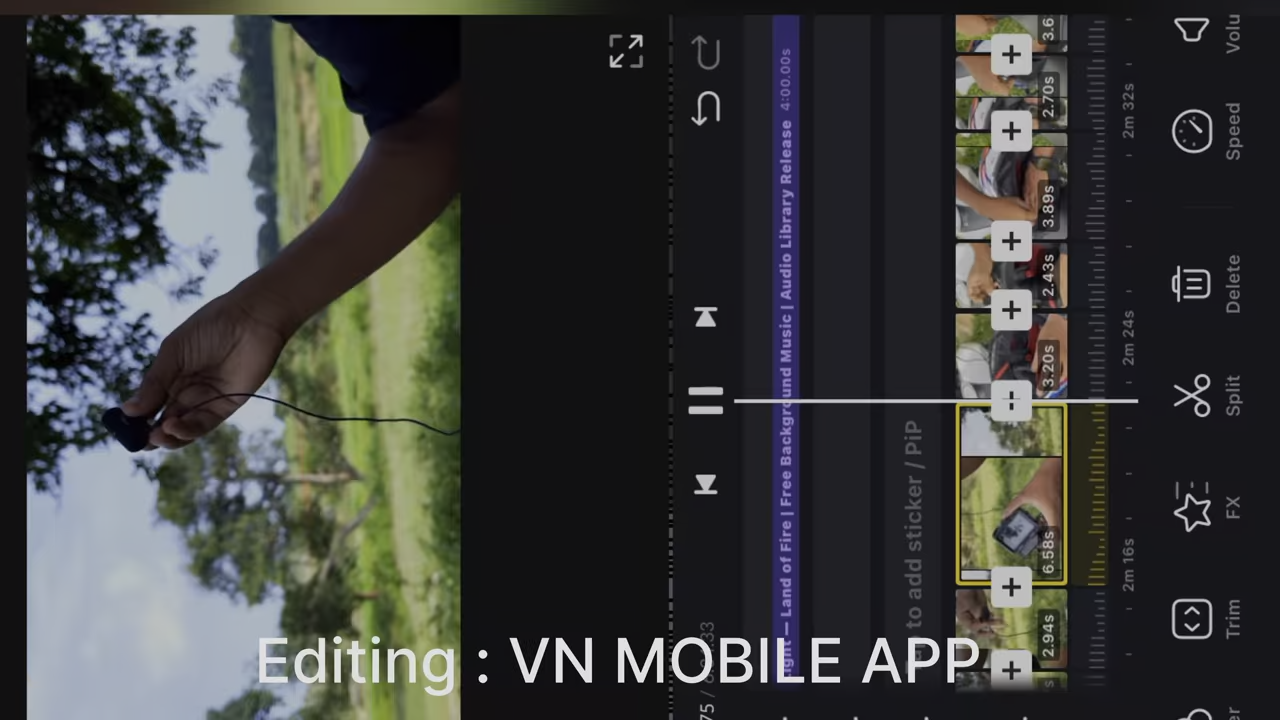 Editing : VN MOBILE APP
ght — Land of Fire | Free Background Music | Audio Library Release 4:00.00s
to add sticker / PiP
3.6
2.70s
3.89s
2.43s
3.20s
6.58s
2.94s
2m 32s
2m 24s
2m 16s
Volu
Speed
Delete
Split
FX
Trim